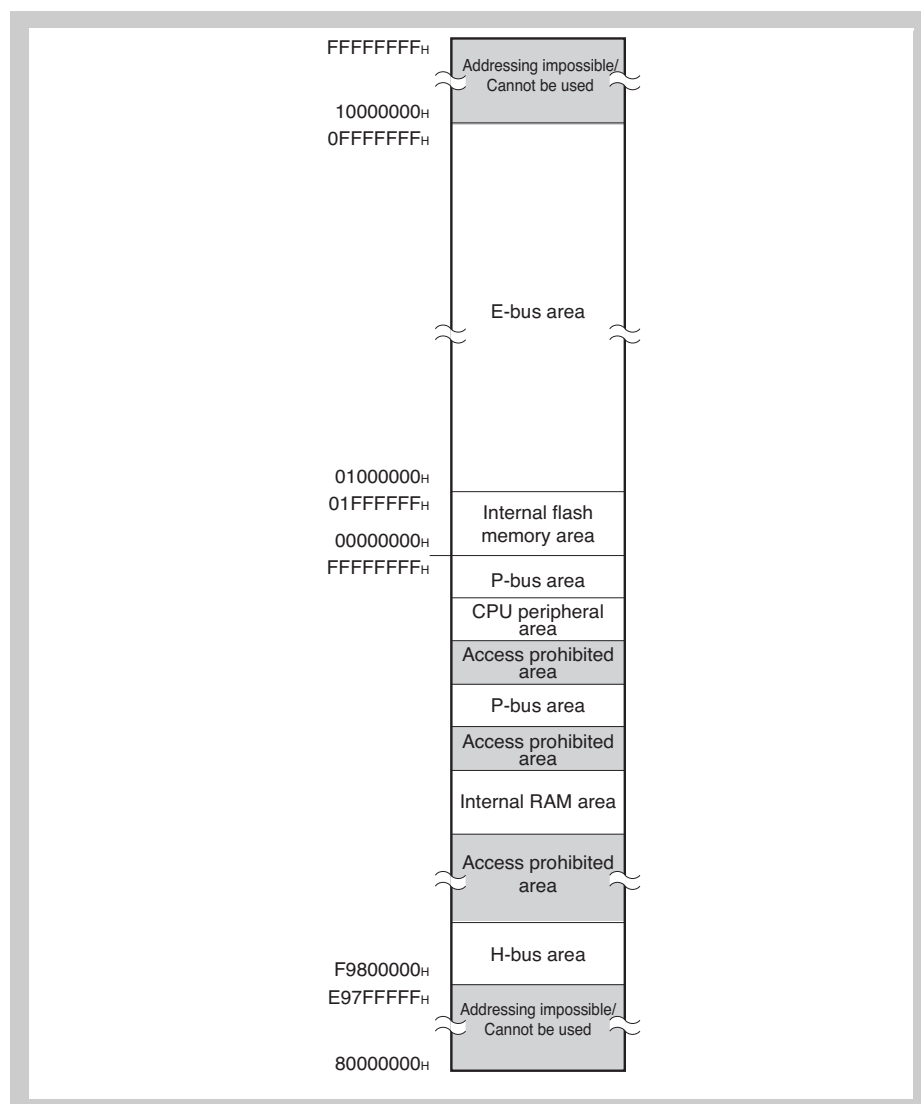 FFFFFFFFH
Addressing impossible/
Cannot be used
10000000H
0FFFFFFFH
E-bus area
01000000H
01FFFFFFH
Internal flash
memory area
00000000H
FFFFFFFFH
P-bus area
CPU peripheral
area
Access prohibited
area
P-bus area
Access prohibited
area
Internal RAM area
Access prohibited
area
H-bus area
F9800000H
E97FFFFFH
Addressing impossible/
Cannot be used
80000000H